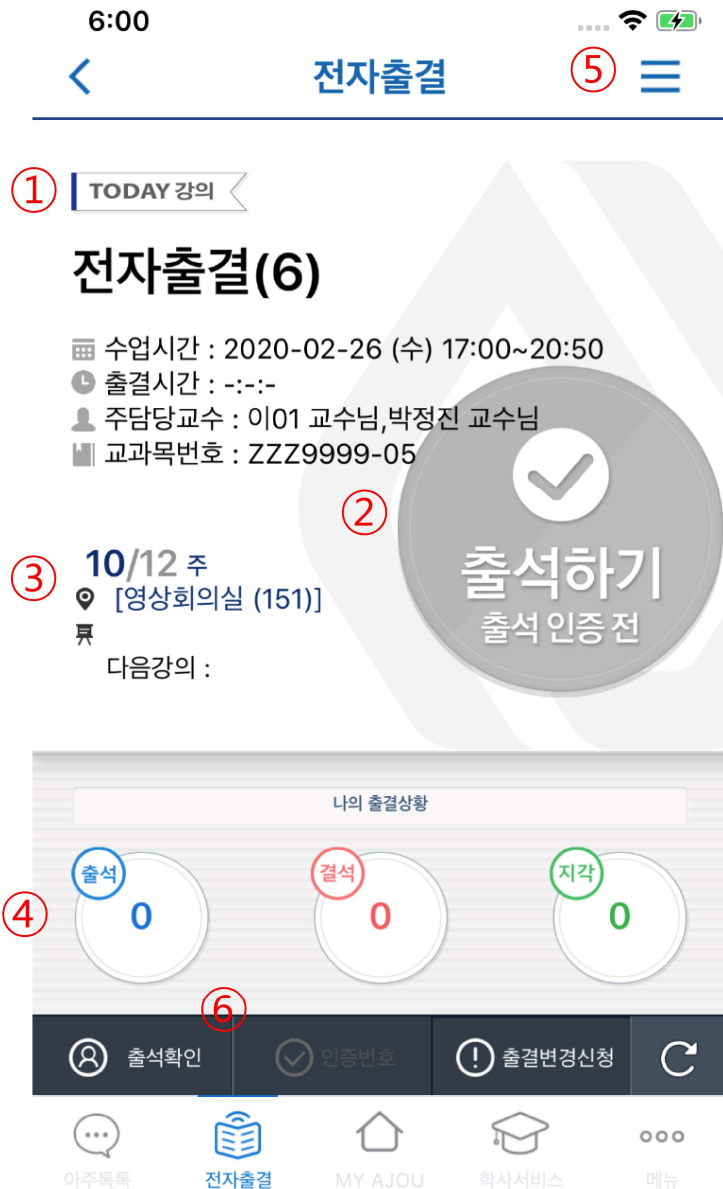 6:00
전자출결
⑤
① TODAY 강의
전자출결(6)
수업시간 : 2020-02-26 (수) 17:00~20:50
출결시간 : -:-:-
주담당교수 : 이01 교수님,박정진 교수님
교과목번호 : ZZZ9999-05
②
출석하기
출석 인증 전
③
10/12 주
[영상회의실 (151)]
다음강의 :
나의 출결상황
④
출석 결석 지각
0 0 0
⑥
출석확인 인증번호 출결변경신청
아주톡톡 전자출결 MY AJOU 학사서비스 메뉴